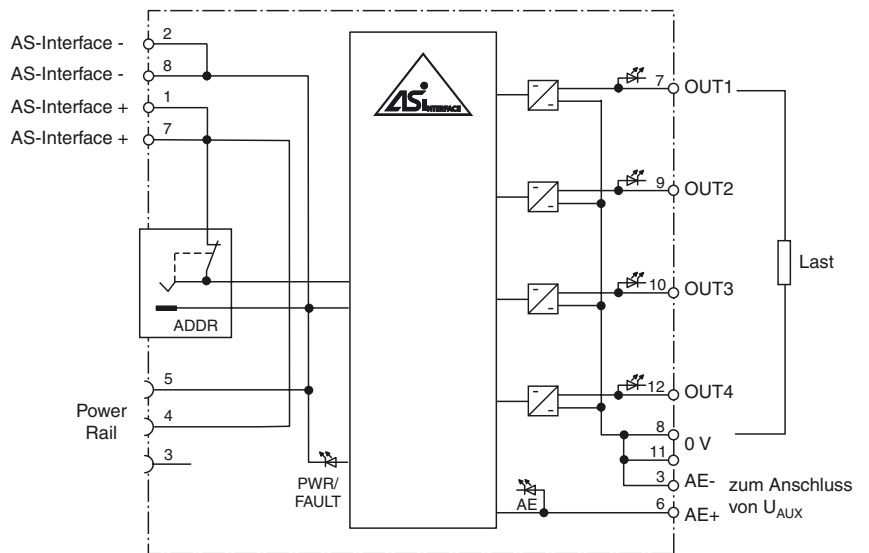 AS-Interface -
2
AS-Interface -
8
AS-Interface +
1
AS-Interface +
7
ADDR
Power
Rail
5
4
3
PWR/
FAULT
ASi
INTERFACE
7
OUT1
9
OUT2
10
OUT3
12
OUT4
8
0 V
11
3
AE-
6
AE+
AE
zum Anschluss
von UAUX
Last